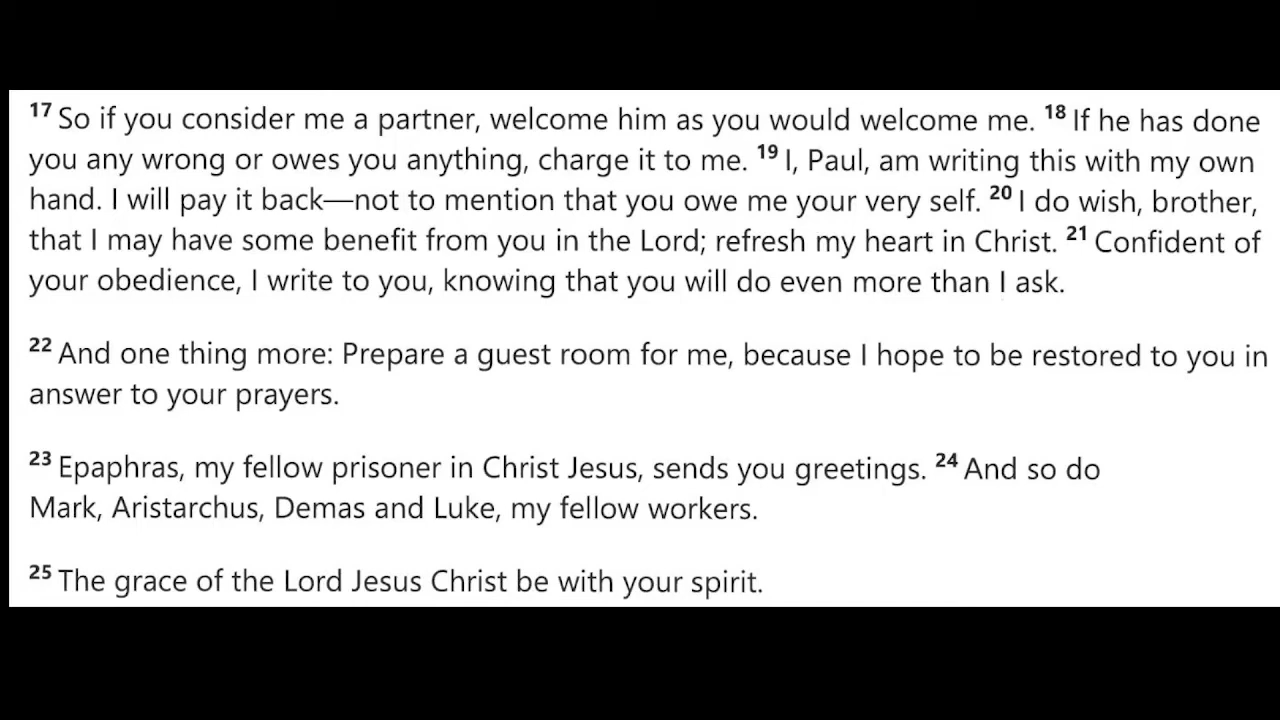 17 So if you consider me a partner, welcome him as you would welcome me. 18 If he has done
you any wrong or owes you anything, charge it to me. 19 I, Paul, am writing this with my own
hand. I will pay it back—not to mention that you owe me your very self. 20 I do wish, brother,
that I may have some benefit from you in the Lord; refresh my heart in Christ. 21 Confident of
your obedience, I write to you, knowing that you will do even more than I ask.
22 And one thing more: Prepare a guest room for me, because I hope to be restored to you in
answer to your prayers.
23 Epaphras, my fellow prisoner in Christ Jesus, sends you greetings. 24 And so do
Mark, Aristarchus, Demas and Luke, my fellow workers.
25 The grace of the Lord Jesus Christ be with your spirit.